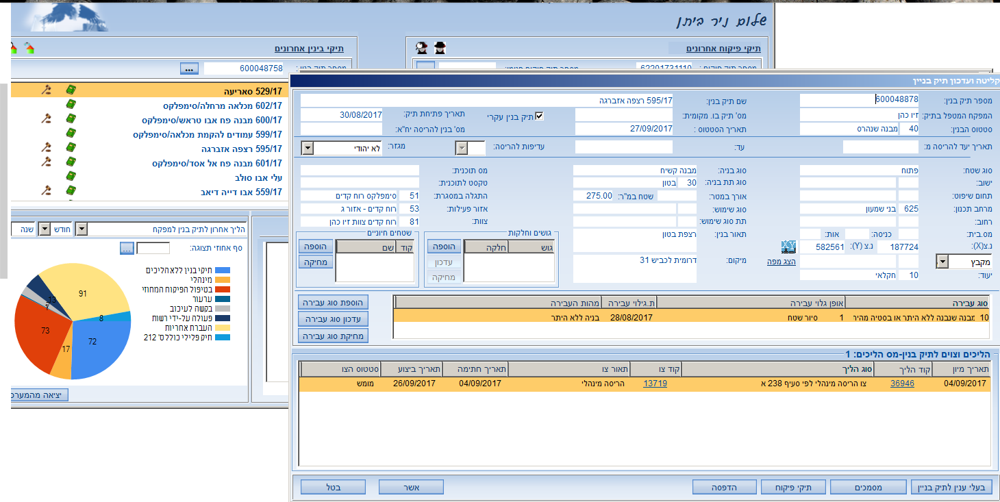 שלום ניר ביתן
תיקי פיקוח אחרונים
תיקי בינין אחרונים
מספר תיק פיקוח : 62201731110
600048758
...
529/17 סאריעה
602/17 מכלאה מרחלה/סימפלקס
600/17 מבנה פח אבו טראש/סימפלקס
599/17 עמודים להקמת מכלאה/סימפלקס
595/17 רצפה אזברגה
601/17 מבנה פח אל אסד/סימפלקס
עלי אבו סולב
559/17 אבו דייה דיאב
הליך אחרון לתיק בנין למפקח
חודש
שנה
סף אחוזי תצוגה:
...
תיקי בנין ללא הליכים
מינהלי
בטיפול הפיקוח המחוזי
ערעור
בקשה לעיכוב
פעולה על-ידי רשות
העברת אחריות
תיק פלילי כולל ס' 212
91
8
72
17
73
13
יציאה מהמערכ
קליטה ועדכון תיק בניין
מספר תיק בנין: 600048878
שם תיק בנין: 595/17 רצפה אזברגה
המפקח המטפל בתיק: זיו כהן
מס' תיק בו. מקומית:
תיק בנין עקרי
תאריך פתיחת תיק: 30/08/2017
סטטוס הבנין: 40 מבנה שנהרס
תאריך הסטטוס : 27/09/2017
מס' בנין להריסה יח"א:
תאריך יעד להריסה מ:
עד:
עדיפות להריסה:
מגזר: לא יהודי
סוג שטח: פתוח
סוג בניה: מבנה קשיח
מס תוכנית:
ישוב:
סוג תת בניה: 30 בטון
טקסט לתוכנית:
תחום שיפוט:
אורך במטר:
שטח במ"ר: 275.00
התגלה במסגרת: 51 סימפלקס רוח קדים
מרחב תכנון: 625 בני שמעון
סוג שימוש:
אזור פעילות: 53 רוח קדים - אזור ג
רחוב:
תת סוג שימוש:
צוות: 81 רוח קדים צוות זיו כהן
מס.בית:
כניסה:
אות:
תאור בנין: רצפת בטון
נ.צ(X): 187724
נ.צ (Y): 582561
XY
מקבץ
הצג מפה
מיקום: דרומית לכביש 31
יעוד: 10 חקלאי
גושים וחלקות
גוש
חלקה
הוספה
עדכון
מחיקה
שטחים חיוניים
קוד
שם
הוספה
מחיקה
סוג עבירה
אופן גלוי עבירה
ת.גילוי עבירה
מהות העבירה
10 מבנה שנבנה ללא היתר או בסטיה מהיר
1 סיור שטח
28/08/2017
בניה ללא היתר
הוספת סוג עבירה
עדכון סוג עבירה
מחיקת סוג עבירה
הליכים וצוים לתיק בנין-מס הליכים: 1
תאריך מיון
קוד הליך
סוג הליך
קוד צו
תאור צו
תאריך חתימה
תאריך ביצוע
סטטוס הצו
04/09/2017
36946
צו הריסה מינהלי לפי סעיף 238 א
13719
הריסה מינהלי
04/09/2017
26/09/2017
מומש
בעלי ענין לתיק בניין
מסמכים
תיקי פיקוח
הדפסה
אשר
בטל